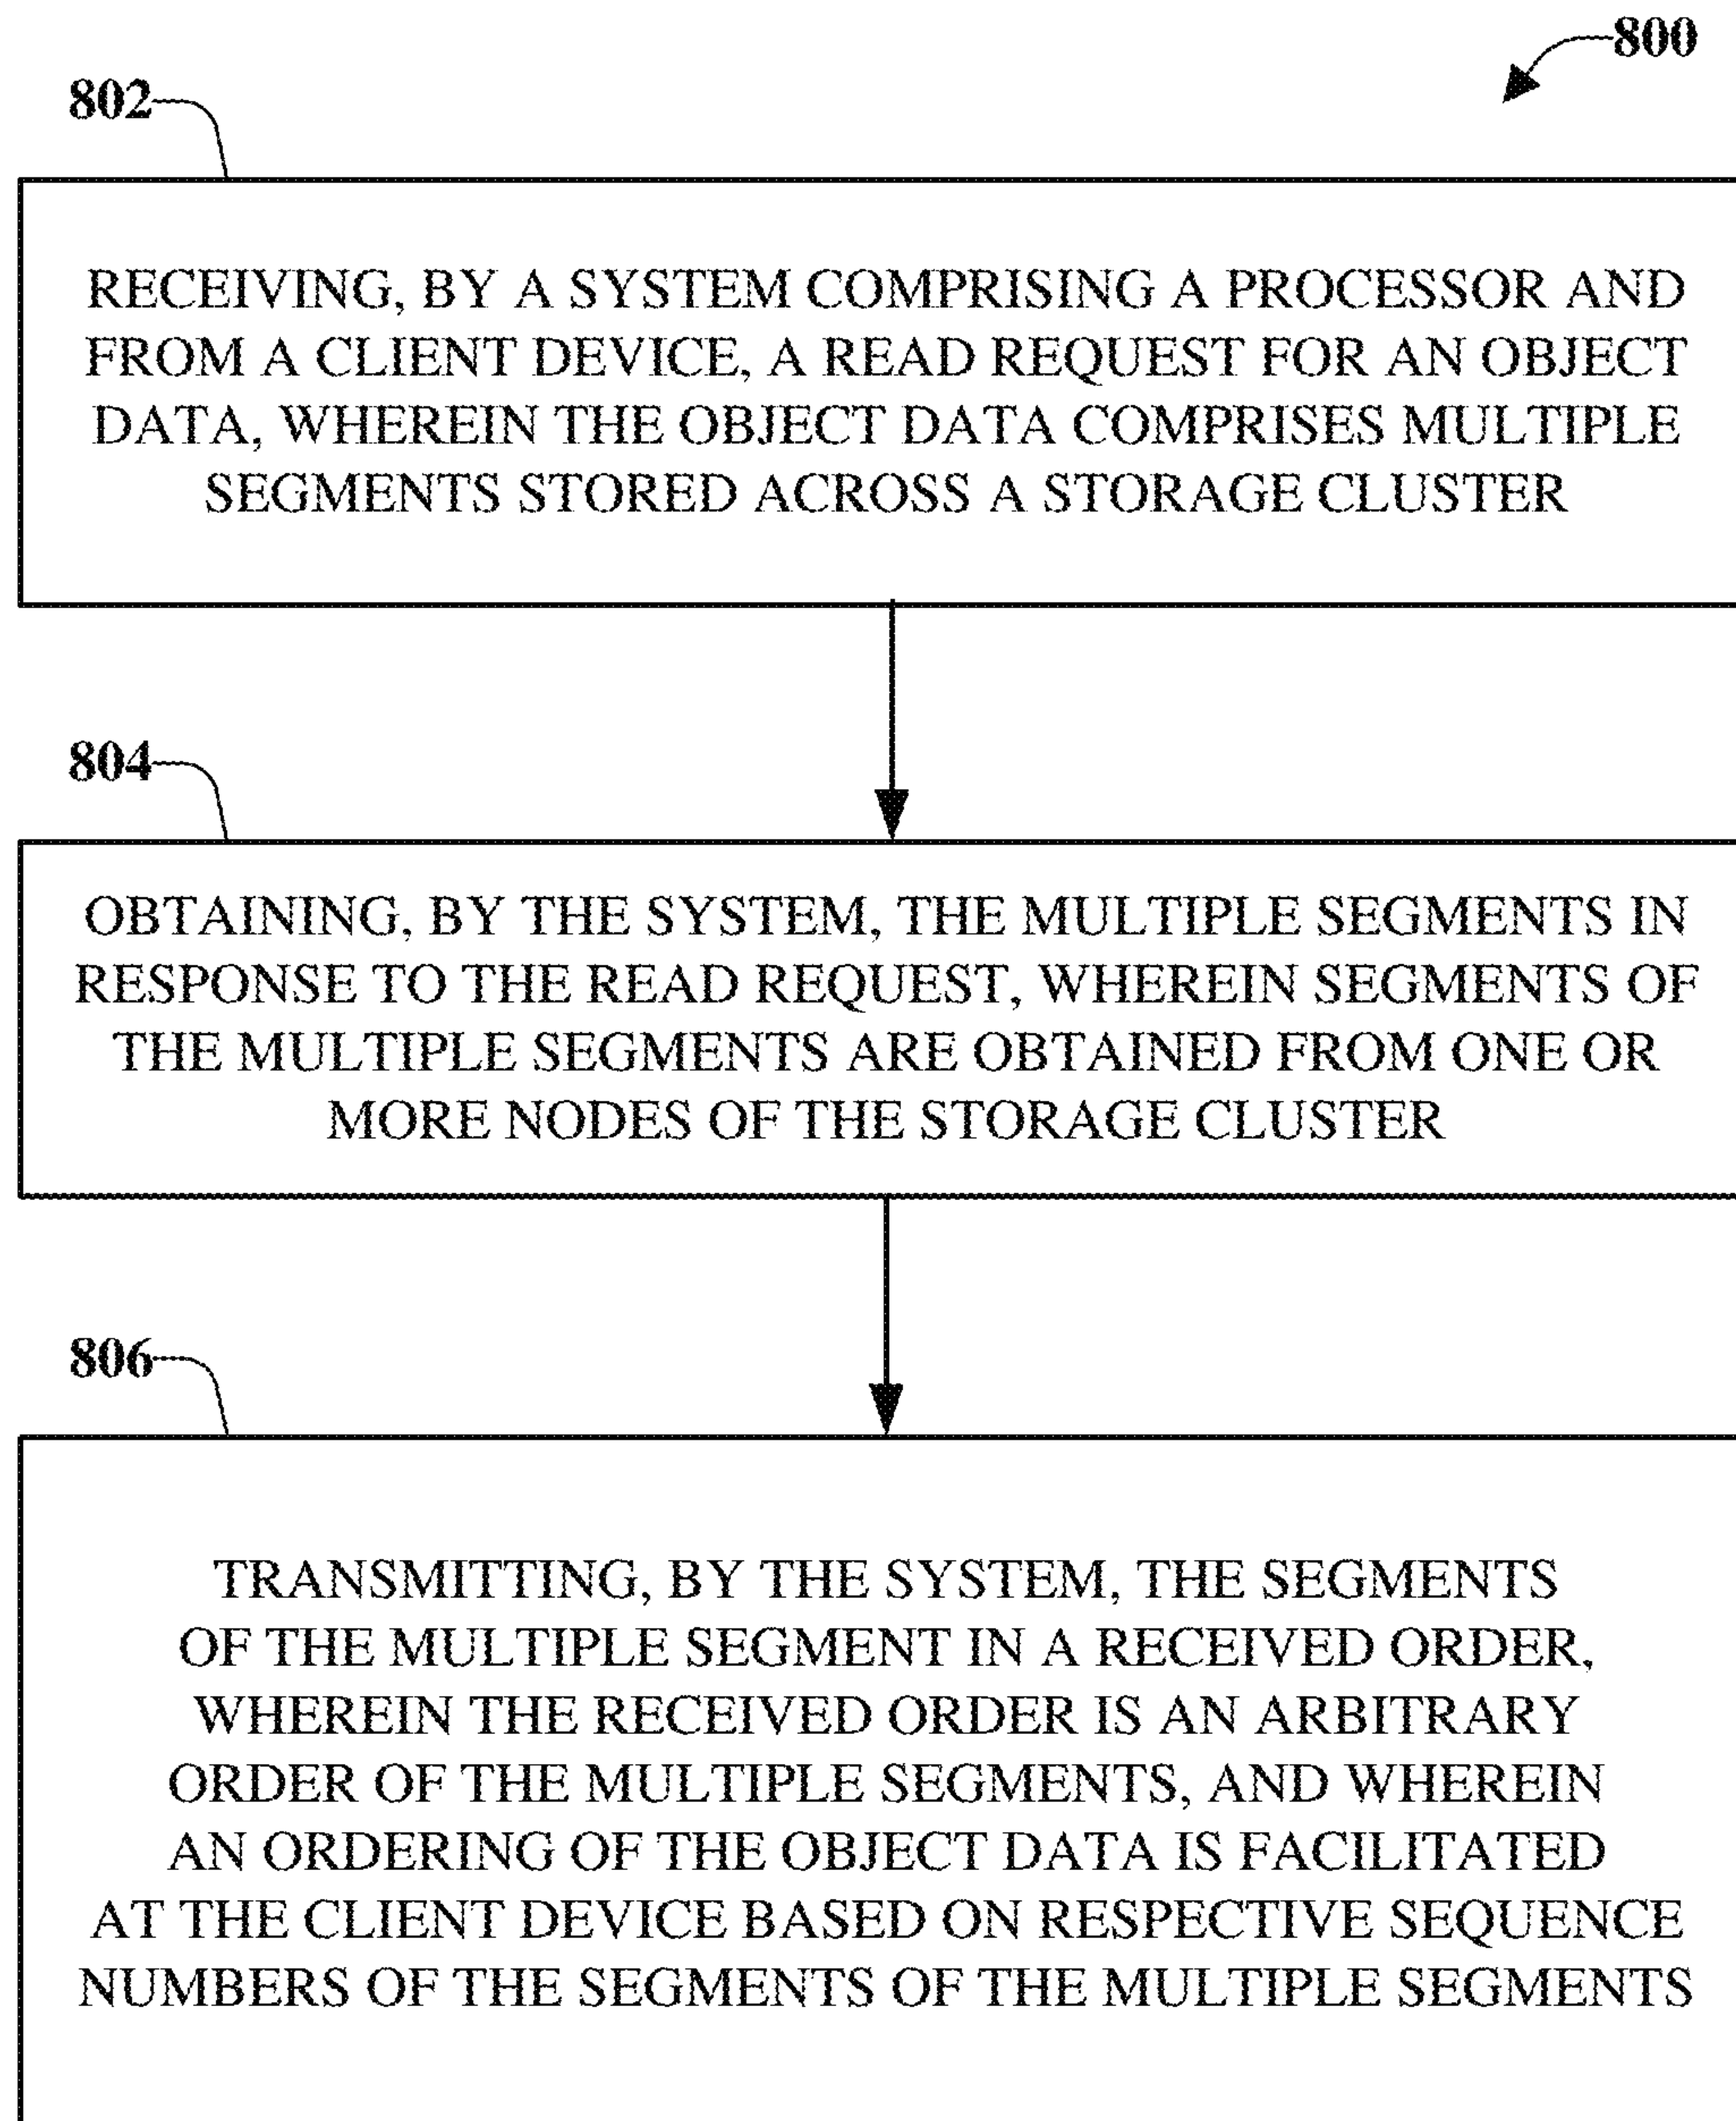 800
802
RECEIVING, BY A SYSTEM COMPRISING A PROCESSOR AND
FROM A CLIENT DEVICE, A READ REQUEST FOR AN OBJECT
DATA, WHEREIN THE OBJECT DATA COMPRISES MULTIPLE
SEGMENTS STORED ACROSS A STORAGE CLUSTER
804
OBTAINING, BY THE SYSTEM, THE MULTIPLE SEGMENTS IN
RESPONSE TO THE READ REQUEST, WHEREIN SEGMENTS OF
THE MULTIPLE SEGMENTS ARE OBTAINED FROM ONE OR
MORE NODES OF THE STORAGE CLUSTER
806
TRANSMITTING, BY THE SYSTEM, THE SEGMENTS
OF THE MULTIPLE SEGMENT IN A RECEIVED ORDER,
WHEREIN THE RECEIVED ORDER IS AN ARBITRARY
ORDER OF THE MULTIPLE SEGMENTS, AND WHEREIN
AN ORDERING OF THE OBJECT DATA IS FACILITATED
AT THE CLIENT DEVICE BASED ON RESPECTIVE SEQUENCE
NUMBERS OF THE SEGMENTS OF THE MULTIPLE SEGMENTS